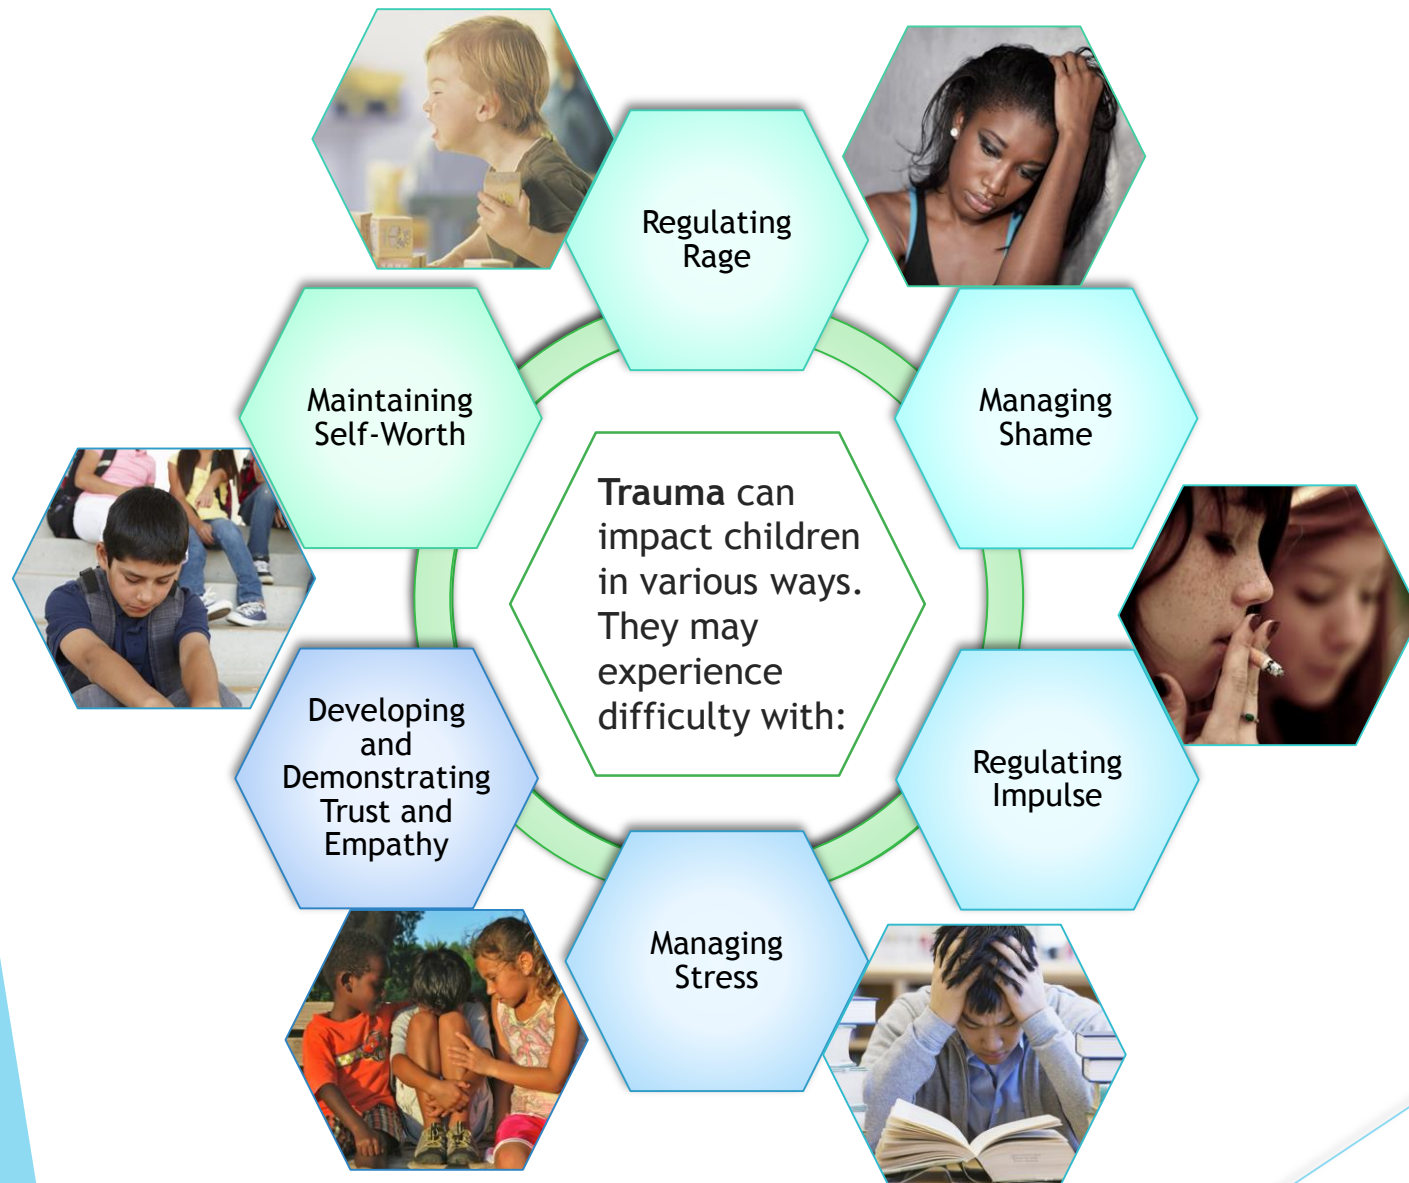 Trauma can
impact children
in various ways.
They may
experience
difficulty with:
Regulating
Rage
Managing
Shame
Regulating
Impulse
Managing
Stress
Developing
and
Demonstrating
Trust and
Empathy
Maintaining
Self-Worth